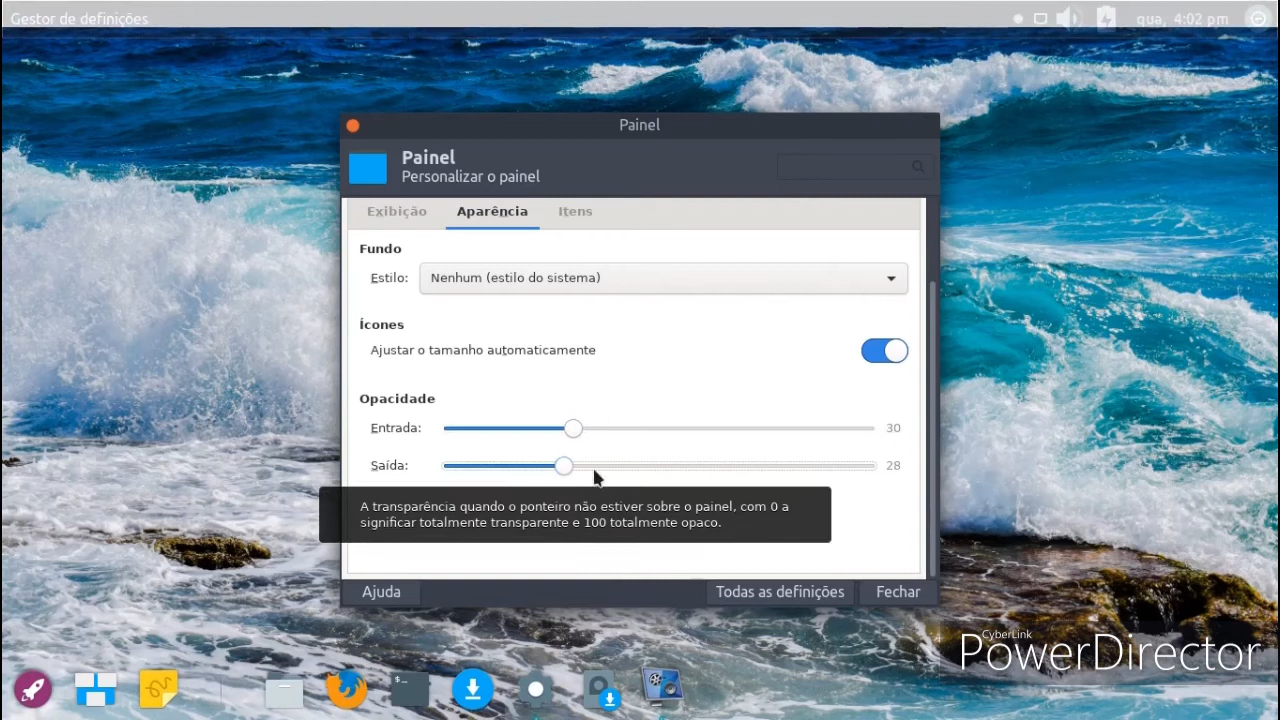 Gestor de definições
qua, 4:02 pm
Painel
Painel
Personalizar o painel
Exibição Aparência Itens
Fundo
Estilo: Nenhum (estilo do sistema)
Ícones
Ajustar o tamanho automaticamente
Opacidade
Entrada: 30
Saída: 28
A transparência quando o ponteiro não estiver sobre o painel, com 0 a
significar totalmente transparente e 100 totalmente opaco.
Ajuda Todas as definições Fechar
CyberLink
PowerDirector
$_